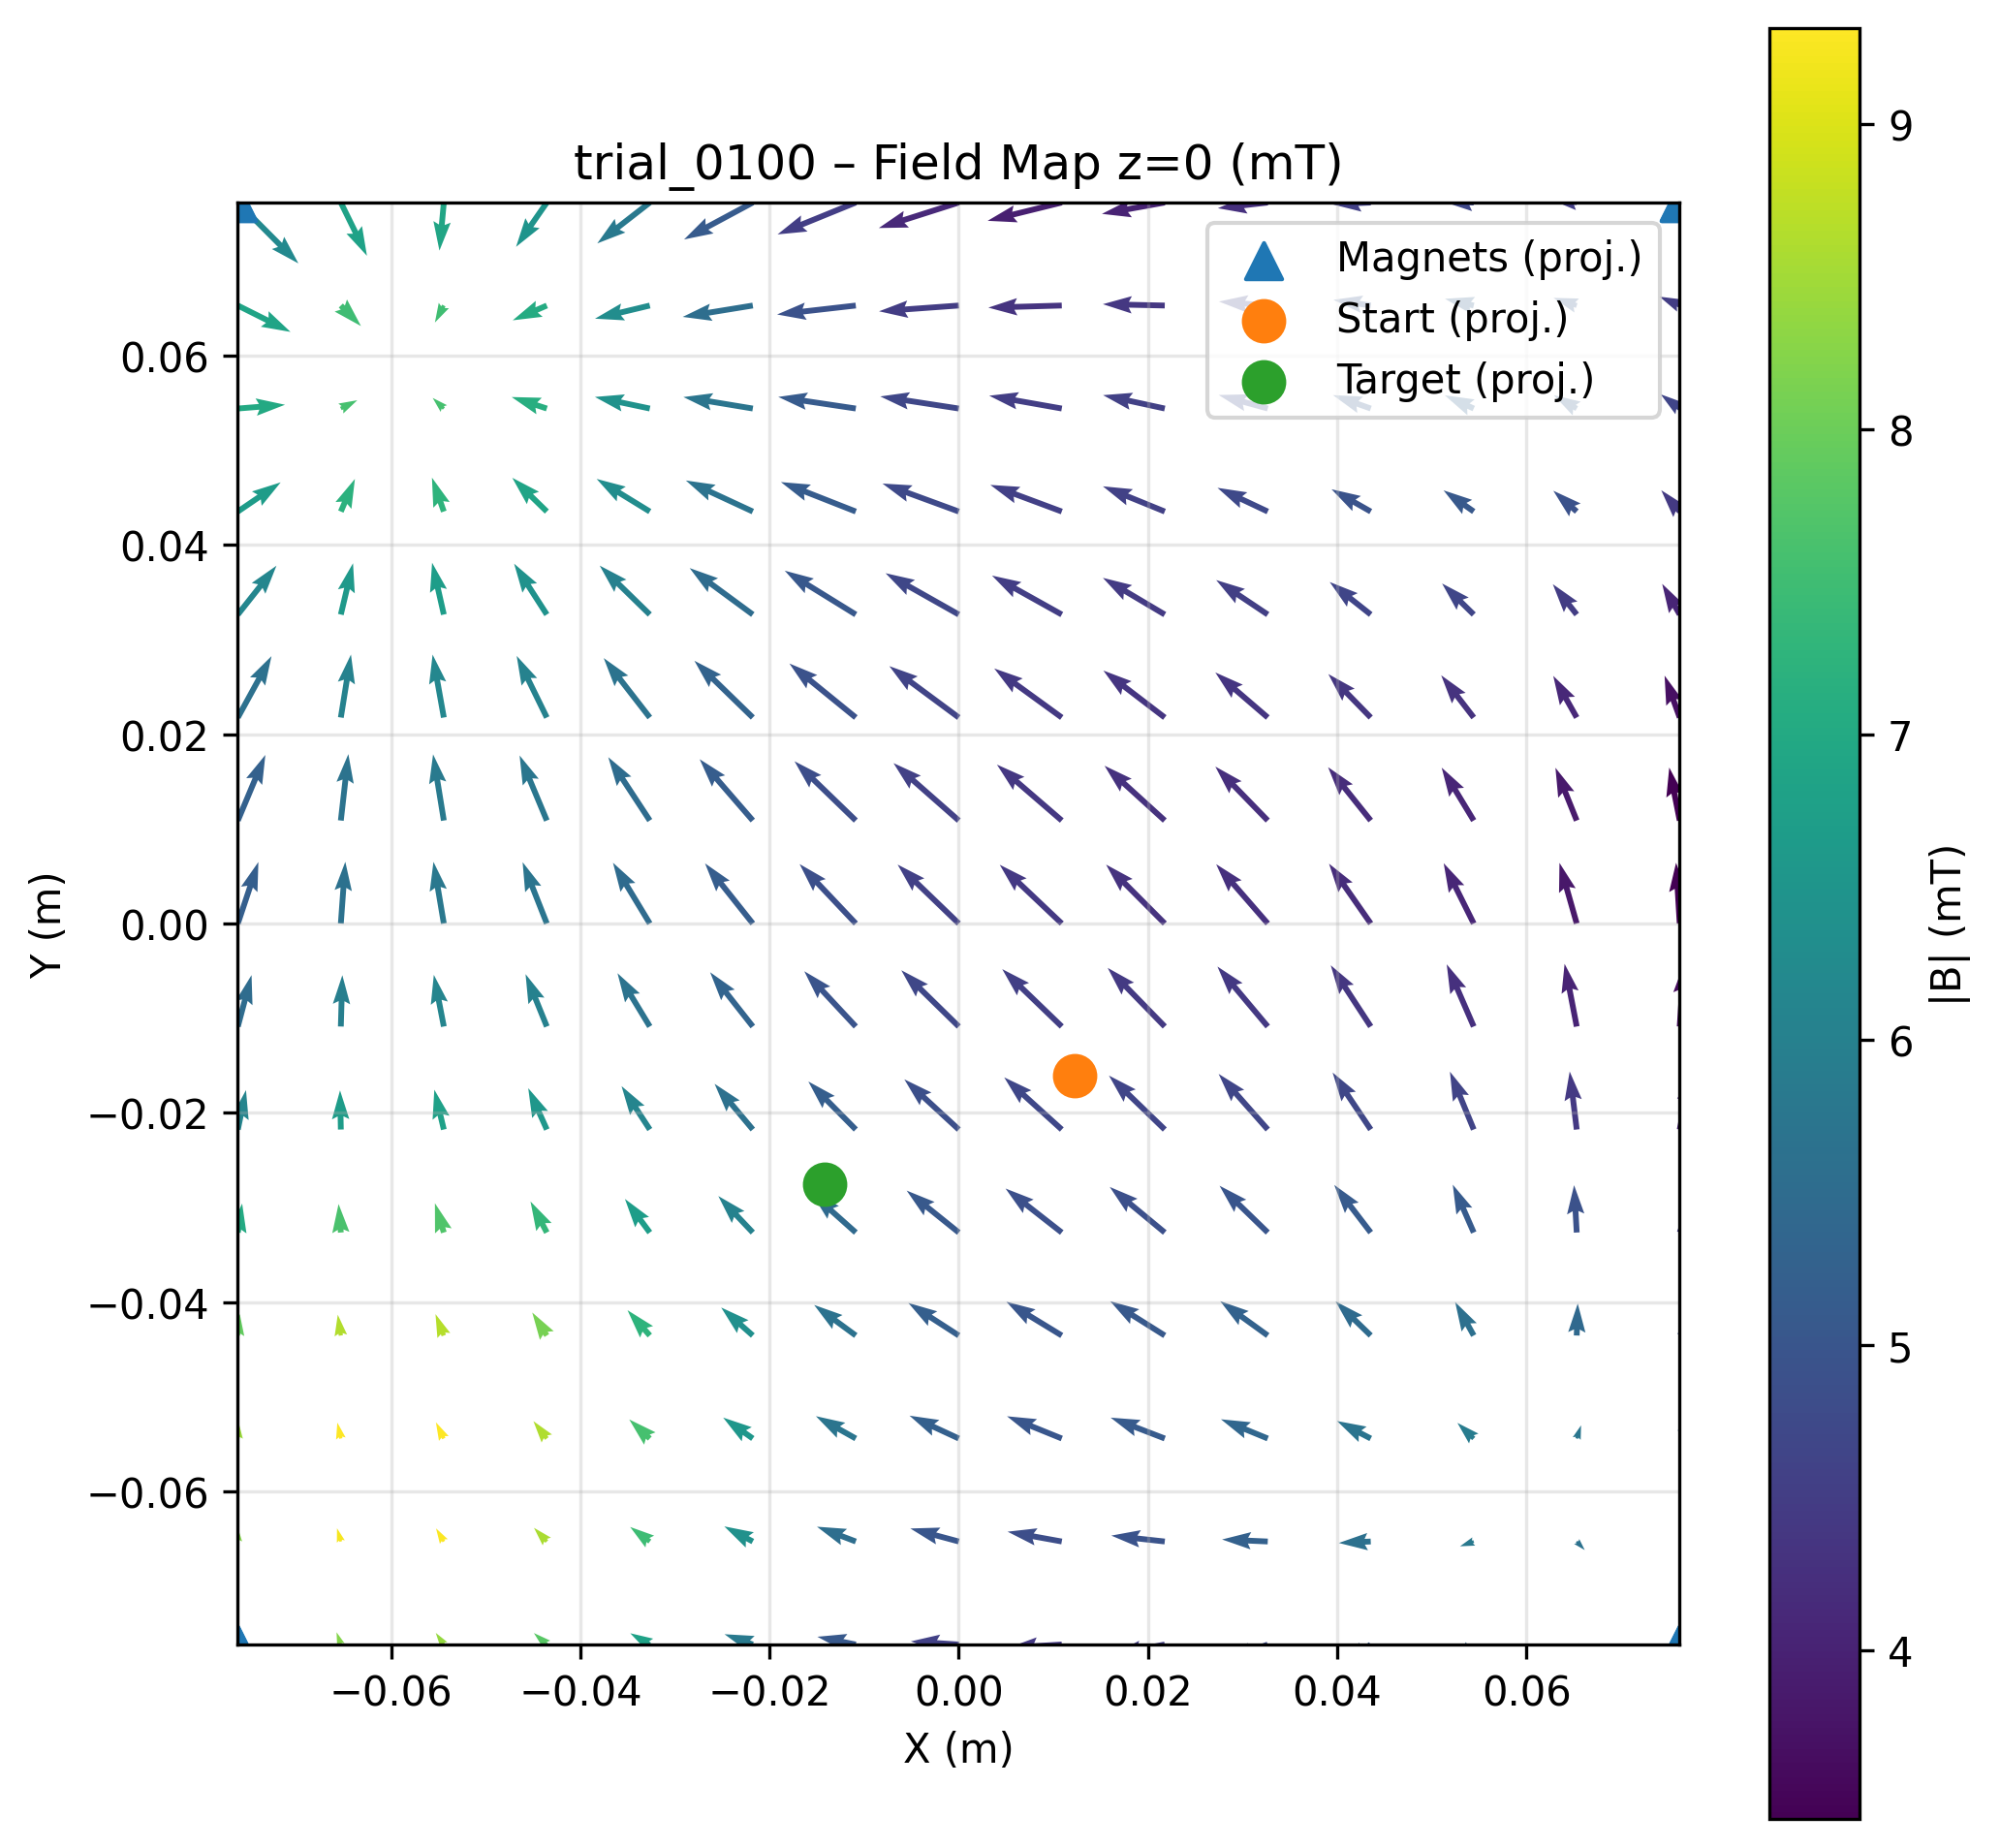 trial_0100 – Field Map z=0 (mT)
Magnets (proj.)
Start (proj.)
Target (proj.)
0.06
0.04
0.02
0.00
−0.02
−0.04
−0.06
Y (m)
−0.06 −0.04 −0.02 0.00 0.02 0.04 0.06
X (m)
9
8
7
6
5
4
|B| (mT)